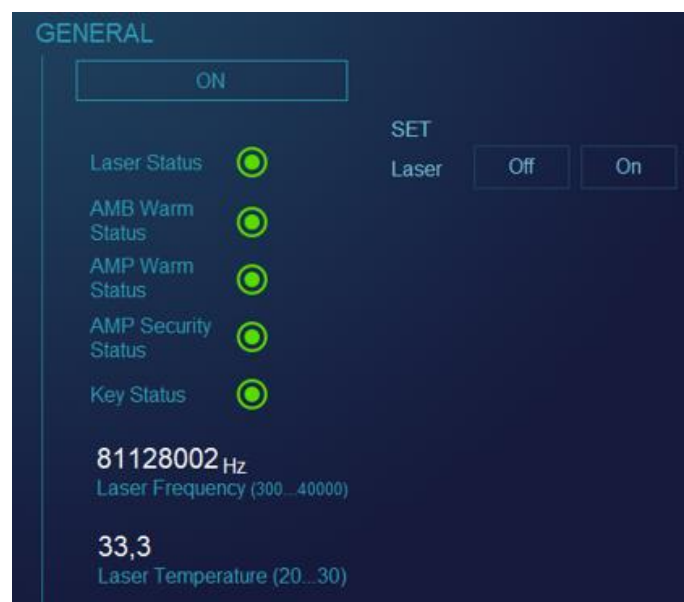 GENERAL
ON
SET
Laser Status
Laser
Off
On
AMB Warm
Status
AMP Warm
Status
AMP Security
Status
Key Status
81128002 Hz
Laser Frequency (300...40000)
33,3
Laser Temperature (20...30)